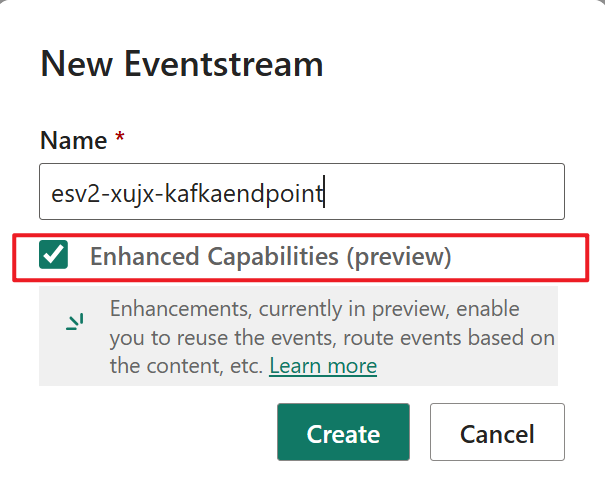 New Eventstream
Name *
esv2-xujx-kafkaendpoint
Enhanced Capabilities (preview)
Enhancements, currently in preview, enable
you to reuse the events, route events based on
the content, etc. Learn more
Create Cancel